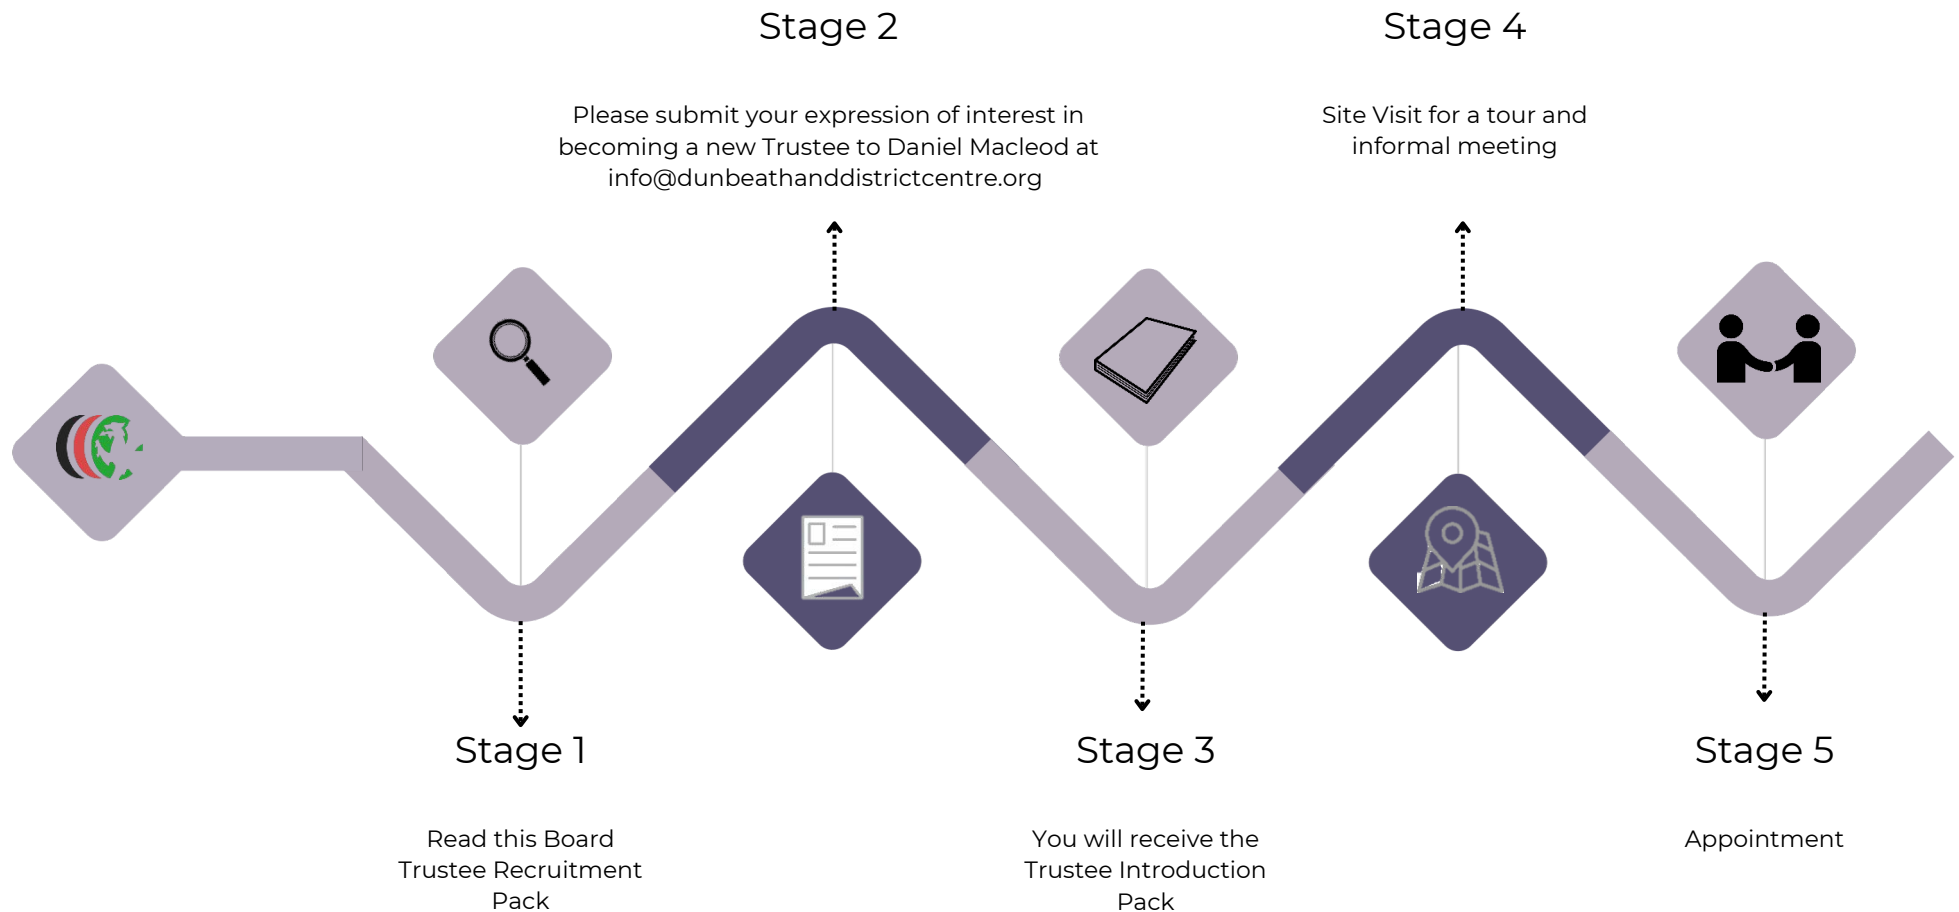 Stage 2
Please submit your expression of interest in
becoming a new Trustee to Daniel Macleod at
info@dunbeathanddistrictcentre.org
Stage 4
Site Visit for a tour and
informal meeting
Stage 1
Read this Board
Trustee Recruitment
Pack
Stage 3
You will receive the
Trustee Introduction
Pack
Stage 5
Appointment